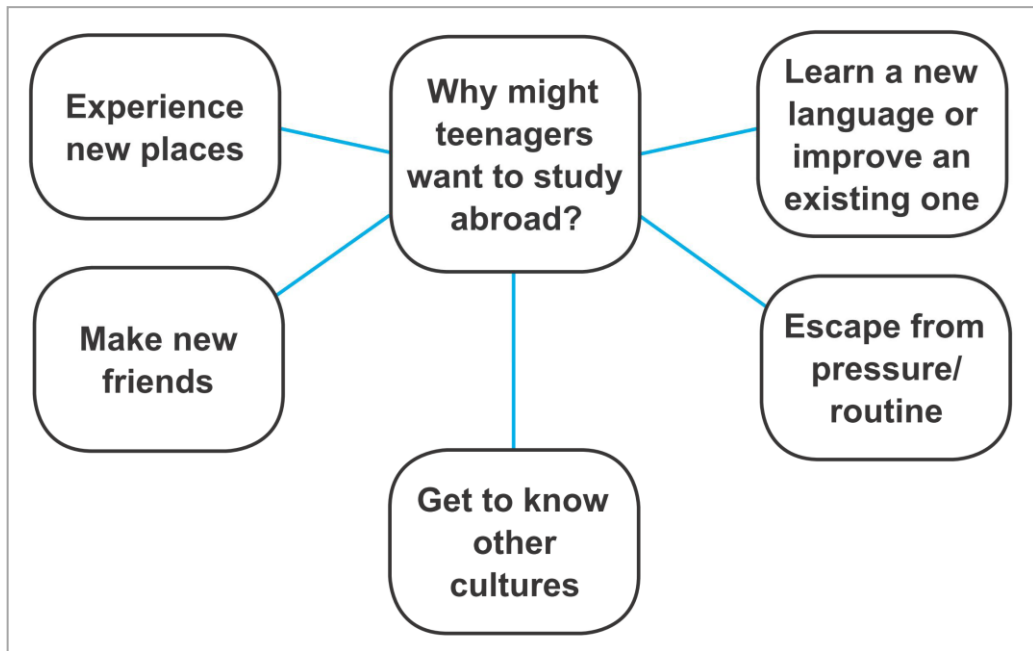 Why might
teenagers
want to study
abroad?
Experience
new places
Learn a new
language or
improve an
existing one
Make new
friends
Escape from
pressure/
routine
Get to know
other
cultures